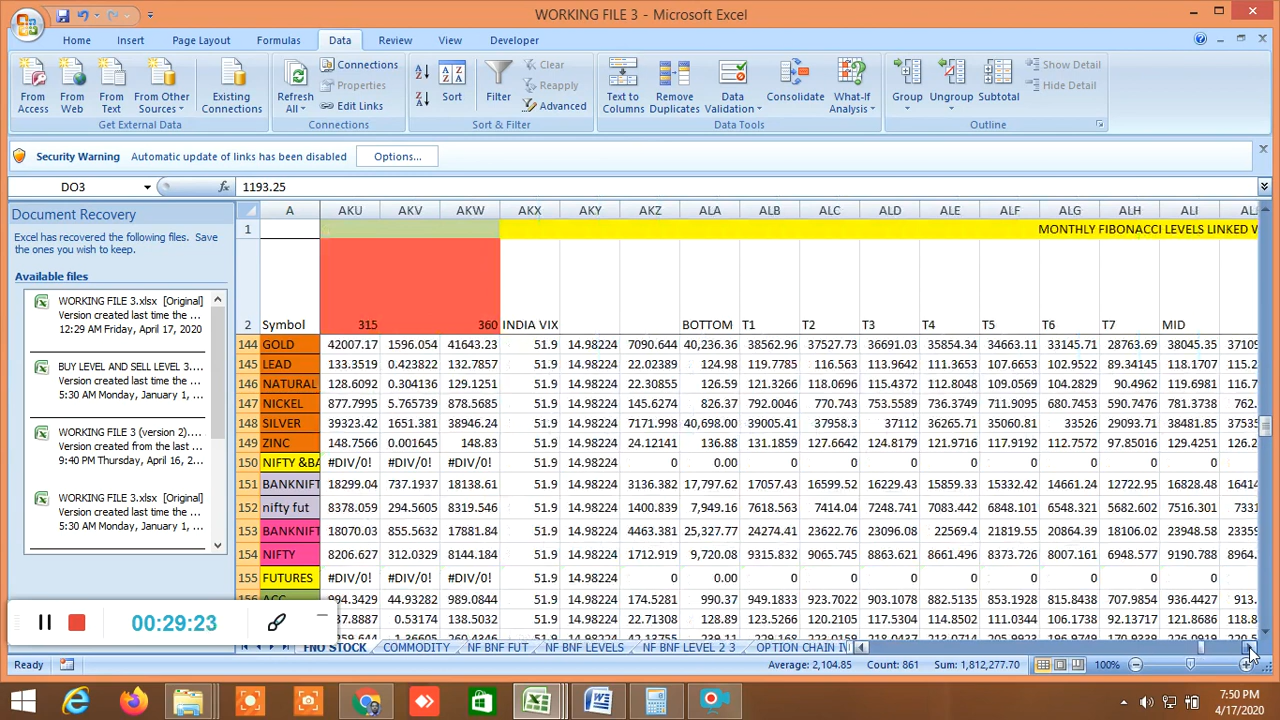 WORKING FILE 3 - Microsoft Excel
Home Insert Page Layout Formulas Data Review View Developer
From Access
From Web
From Text
From Other Sources
Existing Connections
Get External Data
Refresh All
Connections
Properties
Edit Links
Connections
Sort
Filter
Clear
Reapply
Advanced
Sort & Filter
Text to Columns
Remove Duplicates
Data Validation
Consolidate
What-If Analysis
Data Tools
Group
Ungroup
Subtotal
Show Detail
Hide Detail
Outline
Security Warning Automatic update of links has been disabled Options...
DO3 fx 1193.25
Document Recovery
Excel has recovered the following files. Save
the ones you wish to keep.
Available files
WORKING FILE 3.xlsx [Original]
Version created last time the ...
12:29 AM Friday, April 17, 2020
BUY LEVEL AND SELL LEVEL 3....
Version created last time the ...
5:30 AM Monday, January 1, ...
WORKING FILE 3 (version 2)....
Version created from the last ...
9:40 PM Thursday, April 16, 2...
WORKING FILE 3.xlsx [Original]
Version created last time the ...
5:30 AM Monday, January 1, ...
A AKU AKV AKW AKX AKY AKZ ALA ALB ALC ALD ALE ALF ALG ALH ALI
1 MONTHLY FIBONACCI LEVELS LINKED W
2 Symbol 315 360 INDIA VIX BOTTOM T1 T2 T3 T4 T5 T6 T7 MID
144 GOLD 42007.17 1596.054 41643.23 51.9 14.98224 7090.644 40,236.36 38562.96 37527.73 36691.03 35854.34 34663.11 33145.71 28763.69 38045.35 37109
145 LEAD 133.3519 0.423822 132.7857 51.9 14.98224 22.02389 124.98 119.7785 116.563 113.9642 111.3653 107.6653 102.9522 89.34145 118.1707 115.2
146 NATURAL 128.6092 0.304136 129.1251 51.9 14.98224 22.30855 126.59 121.3266 118.0696 115.4372 112.8048 109.0569 104.2829 90.4962 119.6981 116.7
147 NICKEL 877.7995 5.765739 878.5685 51.9 14.98224 145.6274 826.37 792.0046 770.743 753.5589 736.3749 711.9095 680.7453 590.7476 781.3738 762.
148 SILVER 39323.42 1651.381 38946.24 51.9 14.98224 7171.998 40,698.00 39005.41 37958.3 37112 36265.71 35060.81 33526 29093.71 38481.85 37535
149 ZINC 148.7566 0.001645 148.83 51.9 14.98224 24.12141 136.88 131.1859 127.6642 124.8179 121.9716 117.9192 112.7572 97.85016 129.4251 126.2
150 NIFTY &BA #DIV/0! #DIV/0! #DIV/0! 51.9 14.98224 0 0.00 0 0 0 0 0 0 0 0
151 BANKNIFT 18299.04 737.1937 18138.61 51.9 14.98224 3136.382 17,797.62 17057.43 16599.52 16229.43 15859.33 15332.42 14661.24 12722.95 16828.48 16414
152 nifty fut 8378.059 294.5605 8319.546 51.9 14.98224 1400.839 7,949.16 7618.563 7414.04 7248.741 7083.442 6848.101 6548.321 5682.602 7516.301 7331
153 BANKNIFT 18070.03 855.5632 17881.84 51.9 14.98224 4463.381 25,327.77 24274.41 23622.76 23096.08 22569.4 21819.55 20864.39 18106.02 23948.59 23359
154 NIFTY 8206.627 312.0329 8144.184 51.9 14.98224 1712.919 9,720.08 9315.832 9065.745 8863.621 8661.496 8373.726 8007.161 6948.577 9190.788 8964.
155 FUTURES #DIV/0! #DIV/0! #DIV/0! 51.9 14.98224 0 0.00 0 0 0 0 0 0 0 0
156 ACC 994.3429 44.93282 989.0844 51.9 14.98224 174.5281 990.37 949.1833 923.7022 903.1078 882.5135 853.1928 815.8438 707.9854 936.4427 913.
137.8887 0.53174 138.5041 51.9 14.98224 22.71308 128.89 123.5266 120.2105 117.5304 114.8502 111.0344 106.1738 92.13717 121.8686 118.8
00:29:23
FNO STOCK COMMODITY NF BNF FUT NF BNF LEVELS NF BNF LEVEL 2 3 OPTION CHAIN IV
Ready Average: 2,104.85 Count: 861 Sum: 1,812,277.70 100%
7:50 PM
4/17/2020